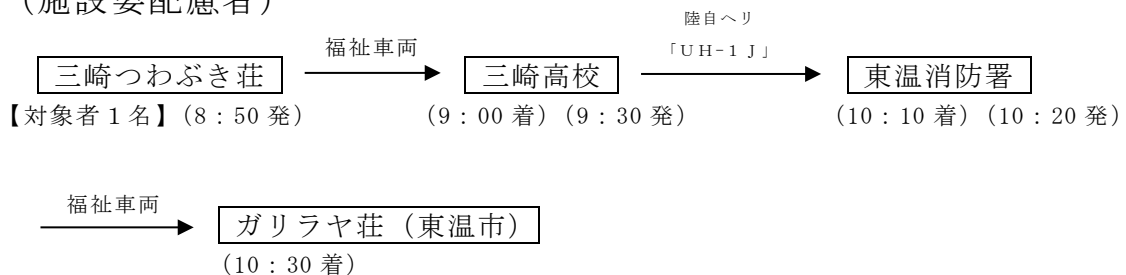 （施設要配慮者）
陸自ヘリ
福祉車両 「ＵＨ-１Ｊ」
三崎つわぶき荘 三崎高校 東温消防署
【対象者１名】（8：50 発） （9：00 着）（9：30 発） （10：10 着）（10：20 発）
福祉車両
ガリラヤ荘（東温市）
（10：30 着）